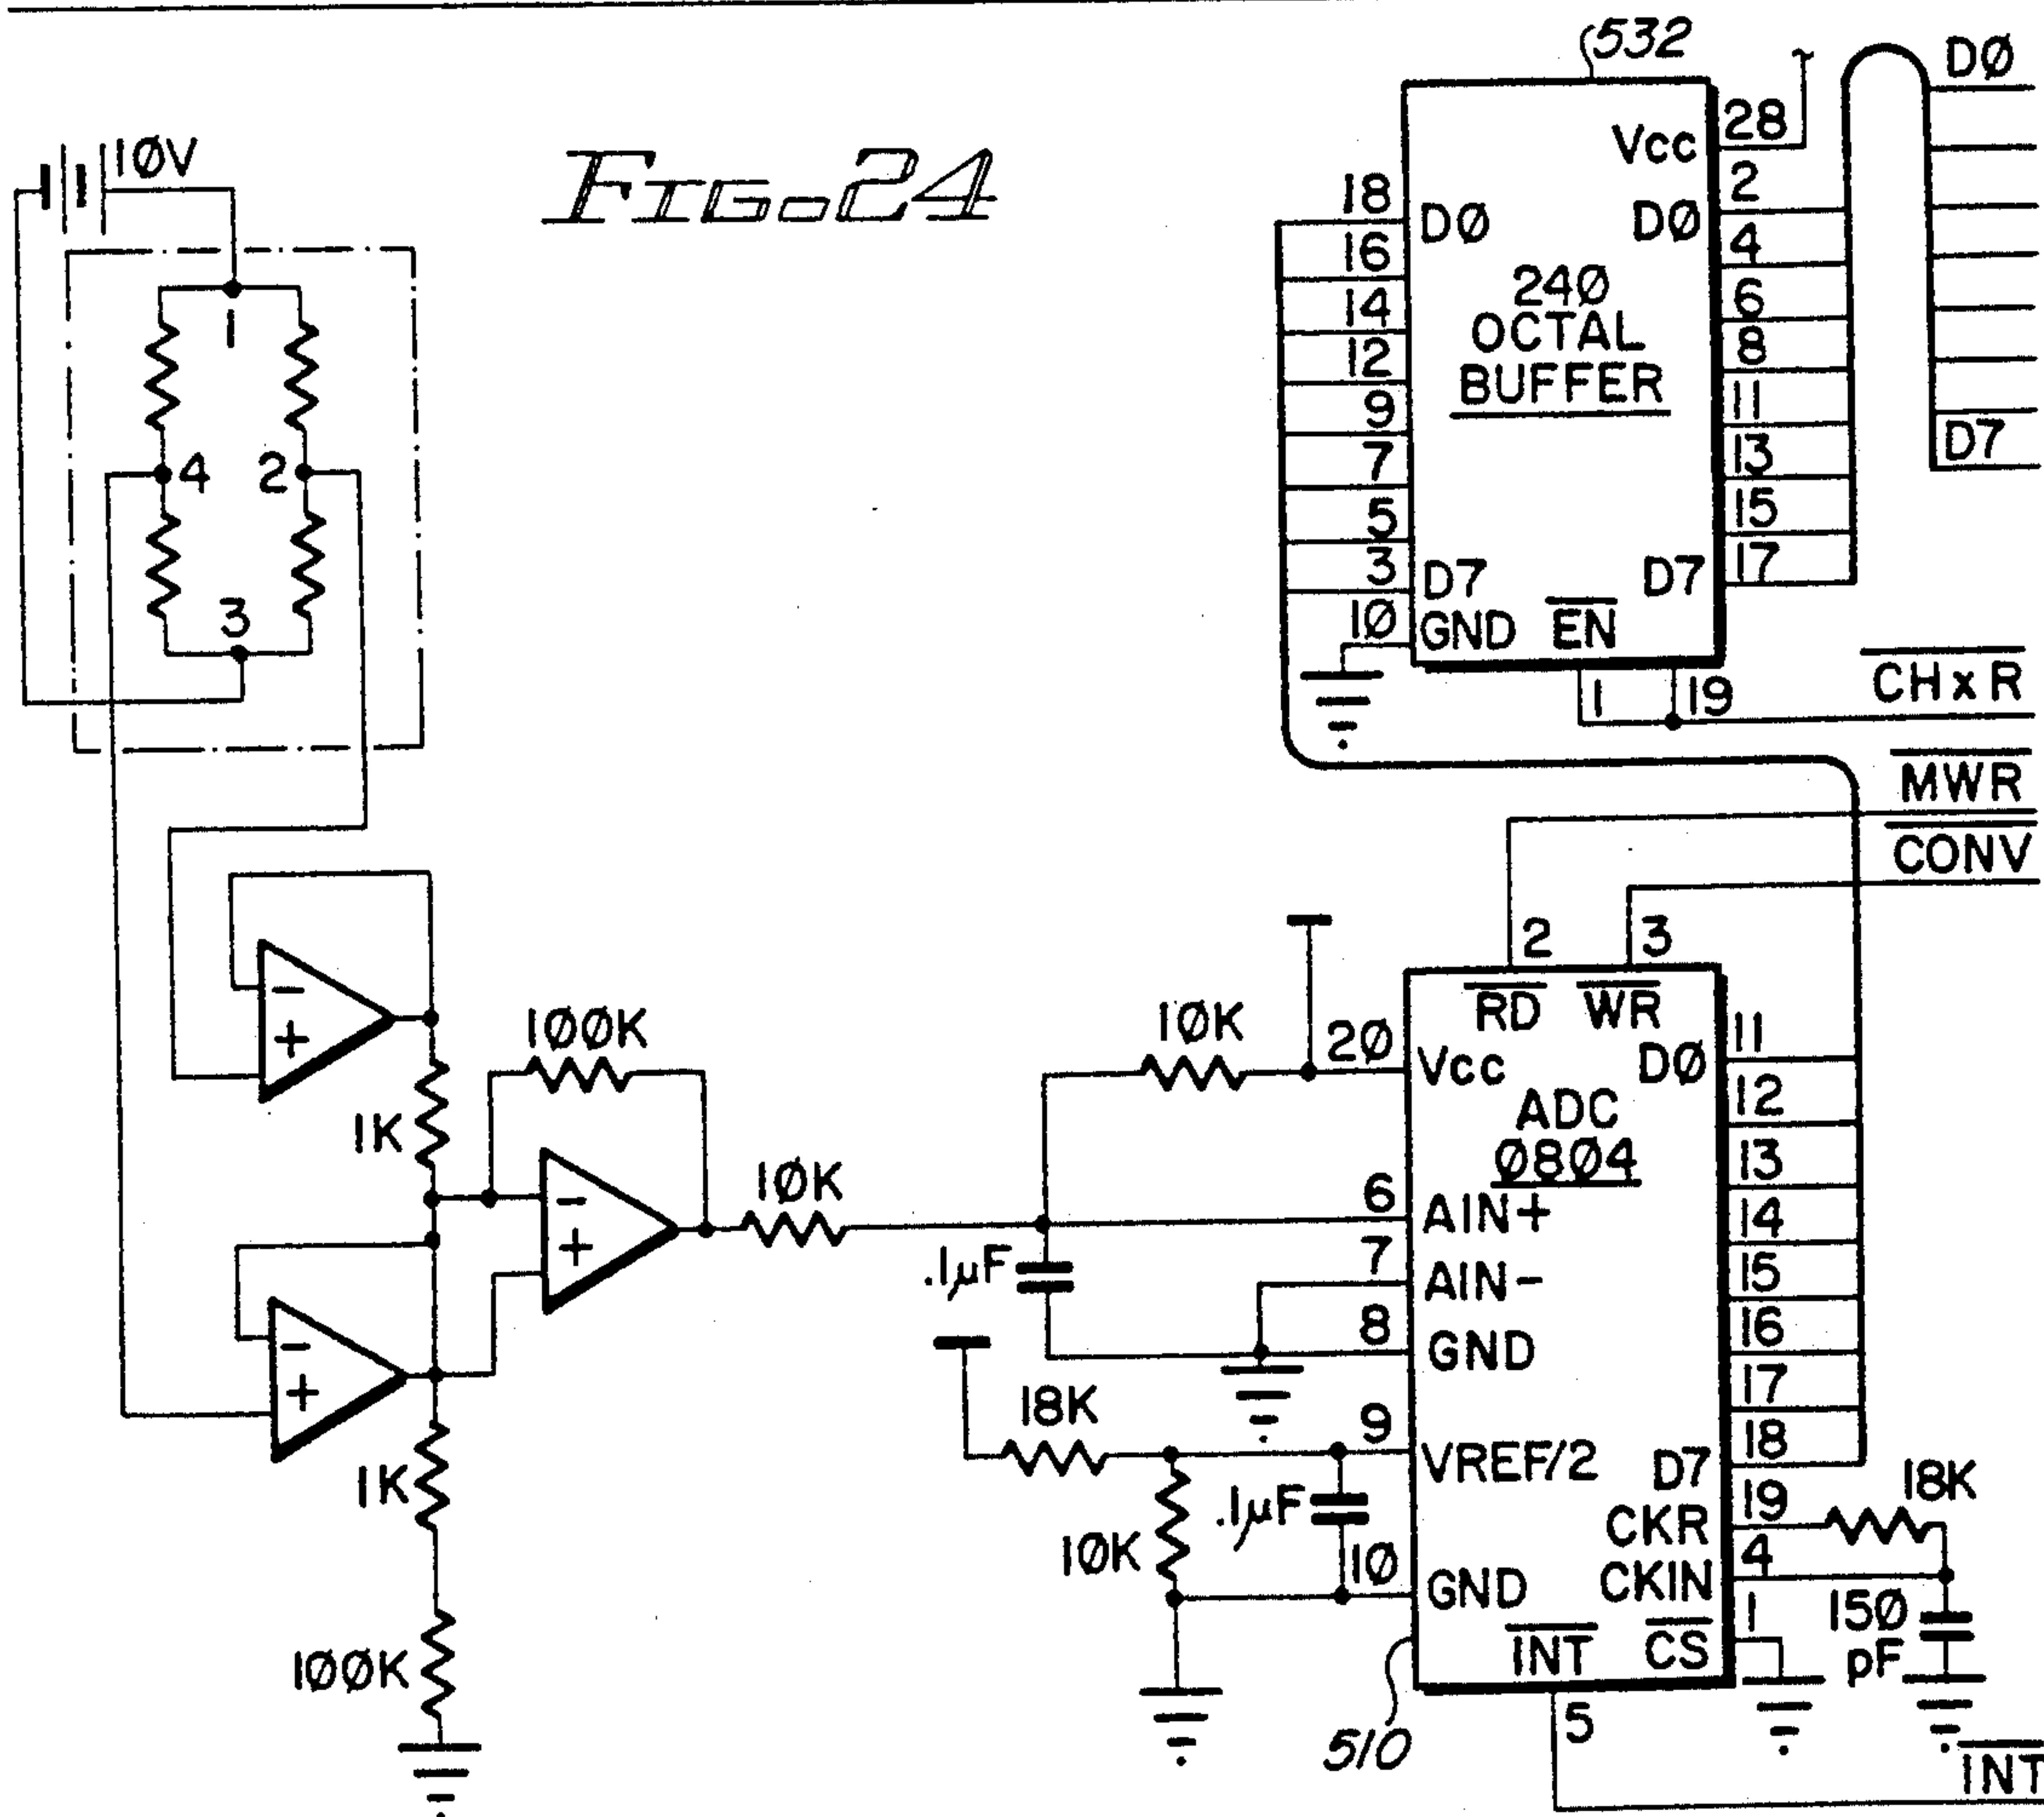 FIG. 24
10V
1
4
2
3
532
28
Vcc
2
18
DØ
DØ
DØ
16
4
14
6
12
8
9
11
7
13
5
15
3
17
D7
D7
D7
240
OCTAL
BUFFER
10
GND
EN
1
19
CHxR
MWR
CONV
2
3
RD
WR
20
Vcc
DØ
11
ADC
0804
12
13
14
15
16
17
18
D7
6
AIN+
7
AIN-
8
GND
9
VREF/2
10
GND
19
CKR
4
CKIN
1
CS
INT
5
INT
510
-
+
1K
100K
-
+
10K
10K
.1µF
-
+
1K
100K
18K
10K
.1µF
18K
150
pF